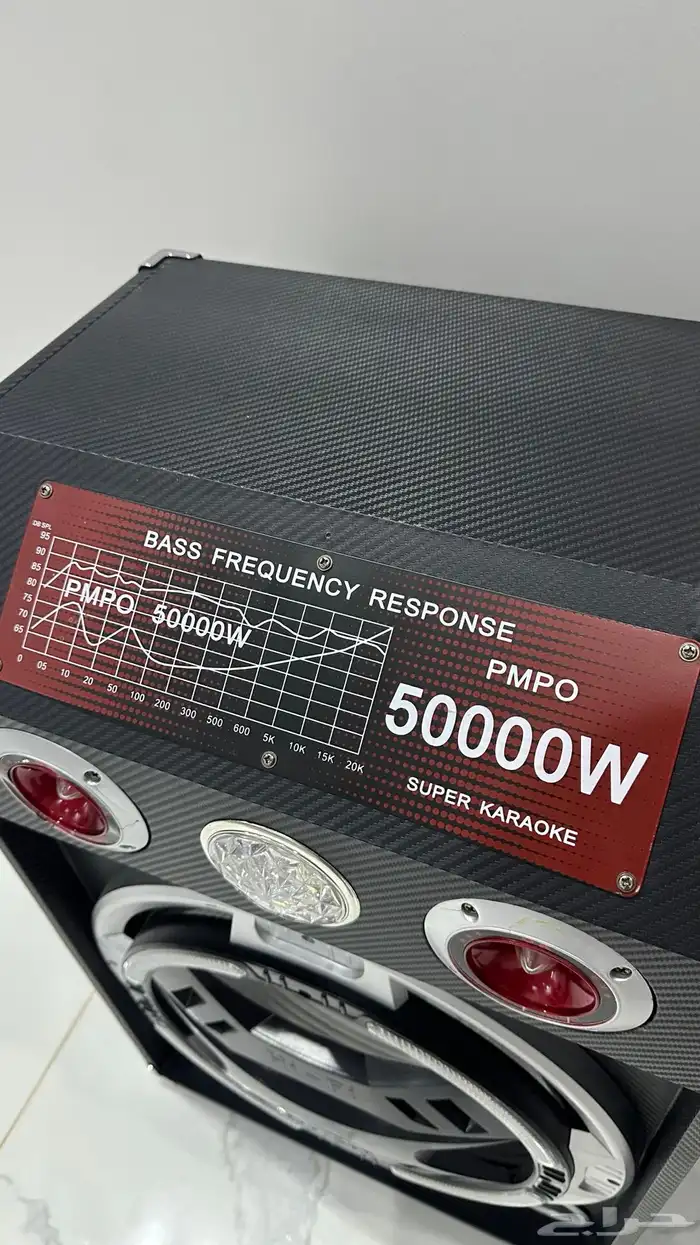 BASS FREQUENCY RESPONSE
DB SPL
95
90
85
80
75
70
65
0
PMPO 50000W
05 10 20 50 100 200 300 500 600 5K 10K 15K 20K
PMPO
50000W
SUPER KARAOKE
حراج